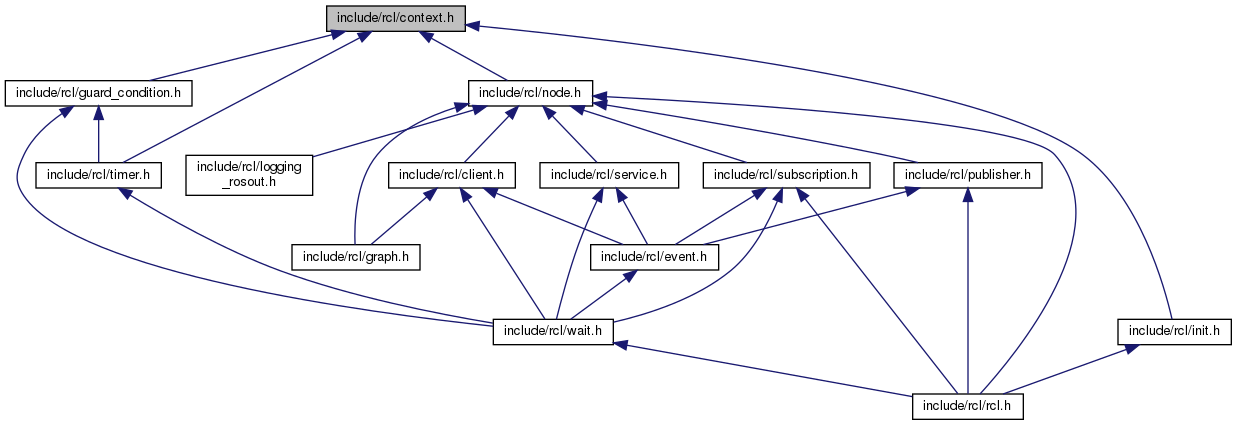 include/rcl/context.h
include/rcl/guard_condition.h
include/rcl/node.h
include/rcl/timer.h
include/rcl/logging
_rosout.h
include/rcl/client.h
include/rcl/service.h
include/rcl/subscription.h
include/rcl/publisher.h
include/rcl/graph.h
include/rcl/event.h
include/rcl/wait.h
include/rcl/init.h
include/rcl/rcl.h